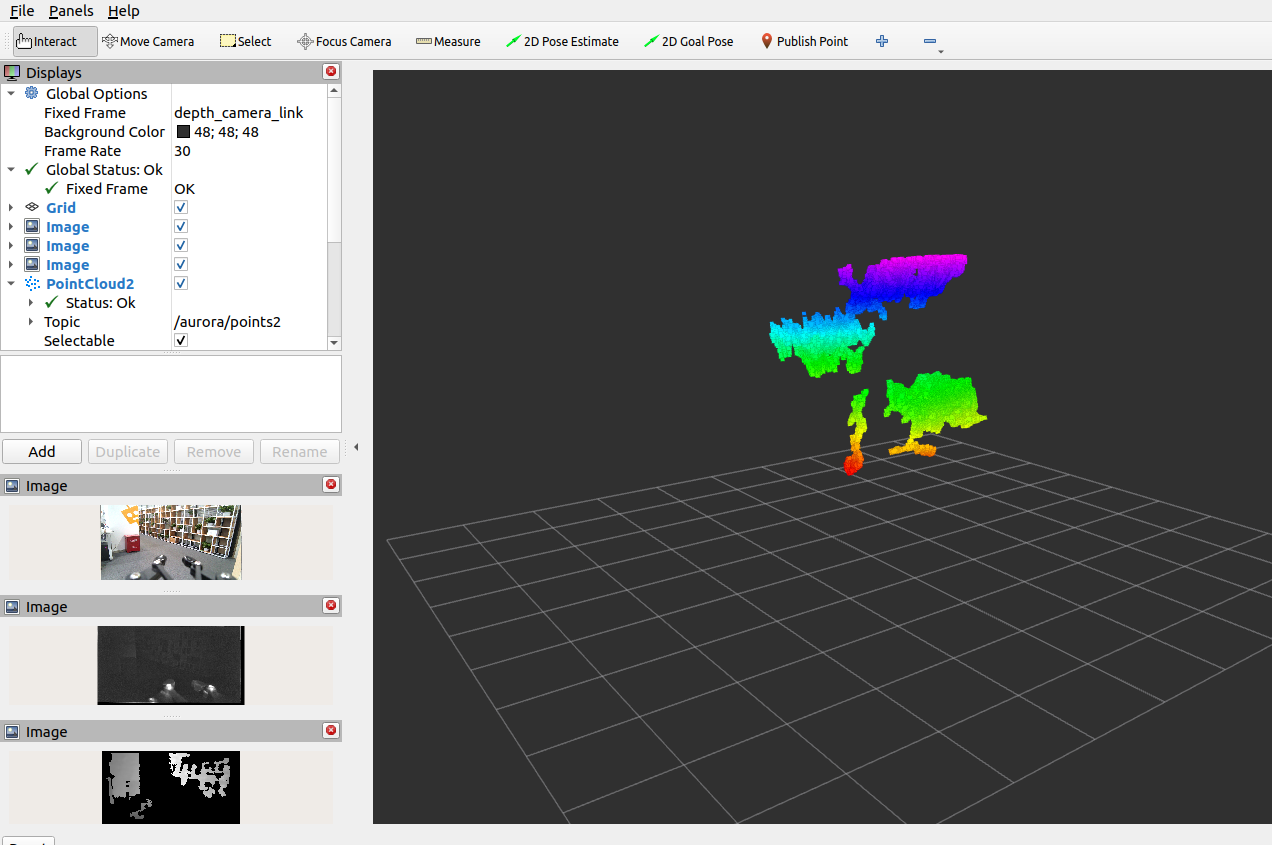 File Panels Help
Interact Move Camera Select Focus Camera Measure 2D Pose Estimate 2D Goal Pose Publish Point
Displays
Global Options
Fixed Frame depth_camera_link
Background Color 48; 48; 48
Frame Rate 30
Global Status: Ok
Fixed Frame OK
Grid
Image
Image
Image
PointCloud2
Status: Ok
Topic /aurora/points2
Selectable
Add Duplicate Remove Rename
Image
Image
Image